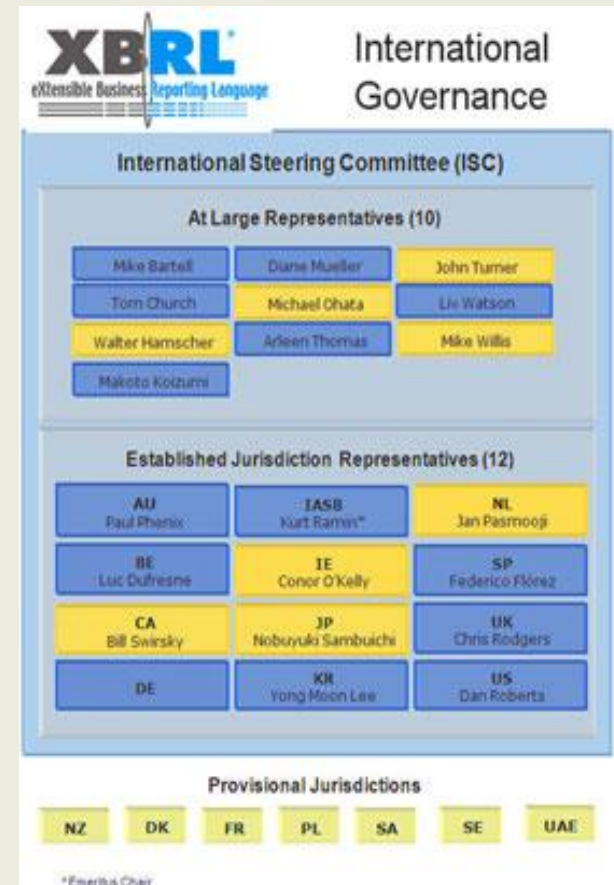 XBRL
eXtensible Business Reporting Language
International
Governance
International Steering Committee (ISC)
At Large Representatives (10)
Mike Bartell Diane Mueller John Turner
Tom Church Michael Ohata Liv Watson
Walter Hamscher Arleen Thomas Mike Willis
Makoto Koizumi
Established Jurisdiction Representatives (12)
AU IASB NL
Paul Phenix Kurt Ramin* Jan Pasmooji
BE IE SP
Luc Dufresne Conor O'Kelly Federico Flórez
CA JP UK
Bill Swirsky Nobuyuki Sambuichi Chris Rodgers
DE KR US
Yong Moon Lee Dan Roberts
Provisional Jurisdictions
NZ DK FR PL SA SE UAE
*Emeritus Chair